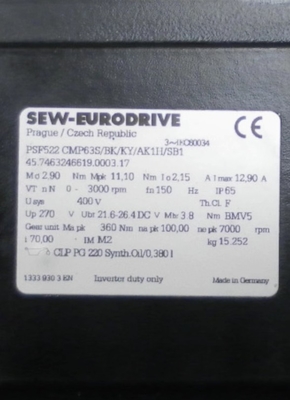 SEW-EURODRIVE CE
Prague / Czech Republic
3~IEC60034
PSF522 CMP63S/BK/KY/AK1H/SB1
45.7463246619.0003.17
Mo 2.90 Nm Mpk 11,10 Nm Io 2,15 A Imax 12,90 A
VT nN 0 - 3000 rpm fn 150 Hz IP 65
Usys 400 V Th.Cl. F
Up 270 V Ubr 21.6-26.4 DC V Mbr 3.8 Nm BMV5
Gear unit Ma pk 360 Nm na pk 100,00 ne pk 7000 rpm
i 70,00 IM M2 kg 15.252
CLP PG 220 Synth.Oil/0,380 l
1 333 930 3 KN Inverter duty only Made in Germany